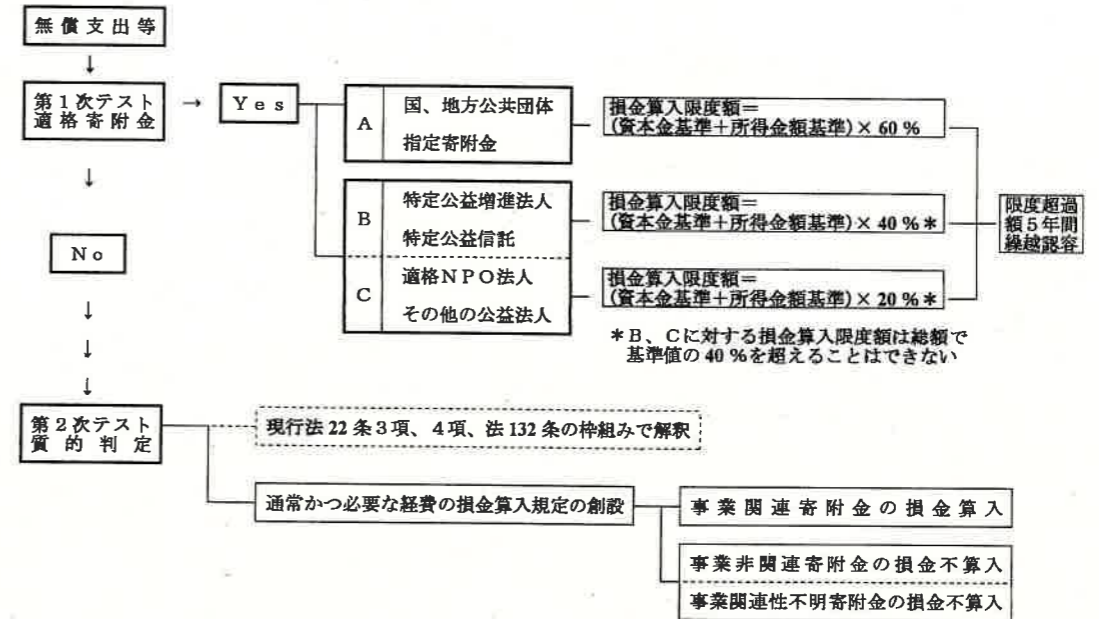 無償支出等
↓
第1次テスト
適格寄附金
→
Yes
A
国、地方公共団体
指定寄附金
損金算入限度額=
(資本金基準+所得金額基準)×60%
B
特定公益増進法人
特定公益信託
損金算入限度額=
(資本金基準+所得金額基準)×40%*
C
適格NPO法人
その他の公益法人
損金算入限度額=
(資本金基準+所得金額基準)×20%*
限度超過
額5年間
繰越認容
*B、Cに対する損金算入限度額は総額で
基準値の40%を超えることはできない
↓
No
↓
↓
↓
第2次テスト
質的判定
現行法22条3項、4項、法132条の枠組みで解釈
通常かつ必要な経費の損金算入規定の創設
事業関連寄附金の損金算入
事業非関連寄附金の損金不算入
事業関連性不明寄附金の損金不算入